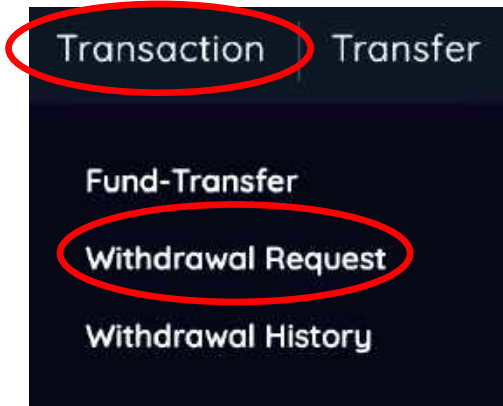 Transaction Transfer
Fund-Transfer
Withdrawal Request
Withdrawal History